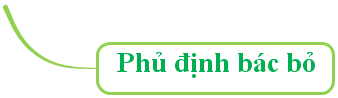 Phủ định bác bỏ